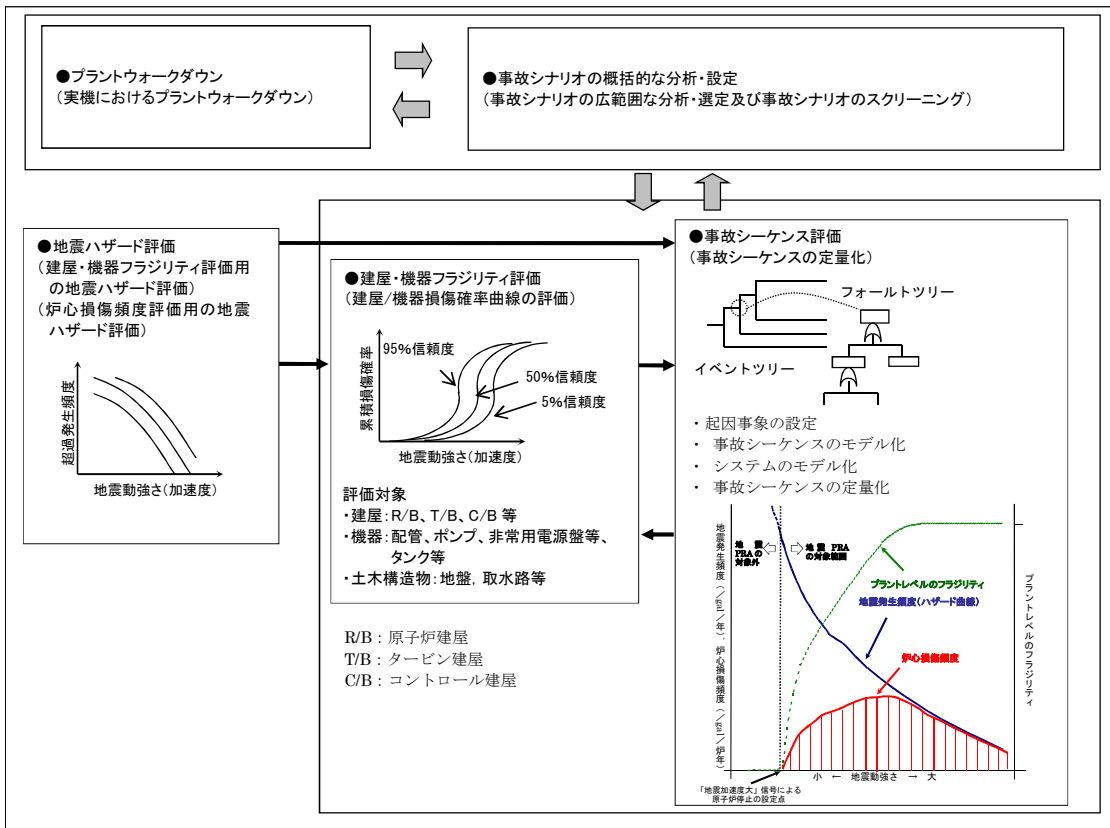 ●プラントウォークダウン
(実機におけるプラントウォークダウン)
●事故シナリオの概括的な分析・設定
(事故シナリオの広範囲な分析・選定及び事故シナリオのスクリーニング)
●地震ハザード評価
(建屋・機器フラジリティ評価用
の地震ハザード評価)
(炉心損傷頻度評価用の地震
ハザード評価)
超過発生頻度
地震動強さ(加速度)
●建屋・機器フラジリティ評価
(建屋/機器損傷確率曲線の評価)
累積損傷確率
95%信頼度
50%信頼度
5%信頼度
地震動強さ(加速度)
評価対象
・建屋:R/B、T/B、C/B 等
・機器:配管、ポンプ、非常用電源盤等、
タンク等
・土木構造物:地盤, 取水路等
R/B:原子炉建屋
T/B:タービン建屋
C/B:コントロール建屋
●事故シーケンス評価
(事故シーケンスの定量化)
フォールトツリー
イベントツリー
・起因事象の設定
・ 事故シーケンスのモデル化
・ システムのモデル化
・ 事故シーケンスの定量化
地震発生頻度(/gal/年), 炉心損傷頻度(/gal/炉年)
地 震
PRAの
対象外
地 震 PRA
の対象範囲
プラントレベルのフラジリティ
地震発生頻度(ハザード曲線)
炉心損傷頻度
プラントレベルのフラジリティ
小 ← 地震動強さ → 大
「地震加速度大」信号による
原子炉停止の設定点